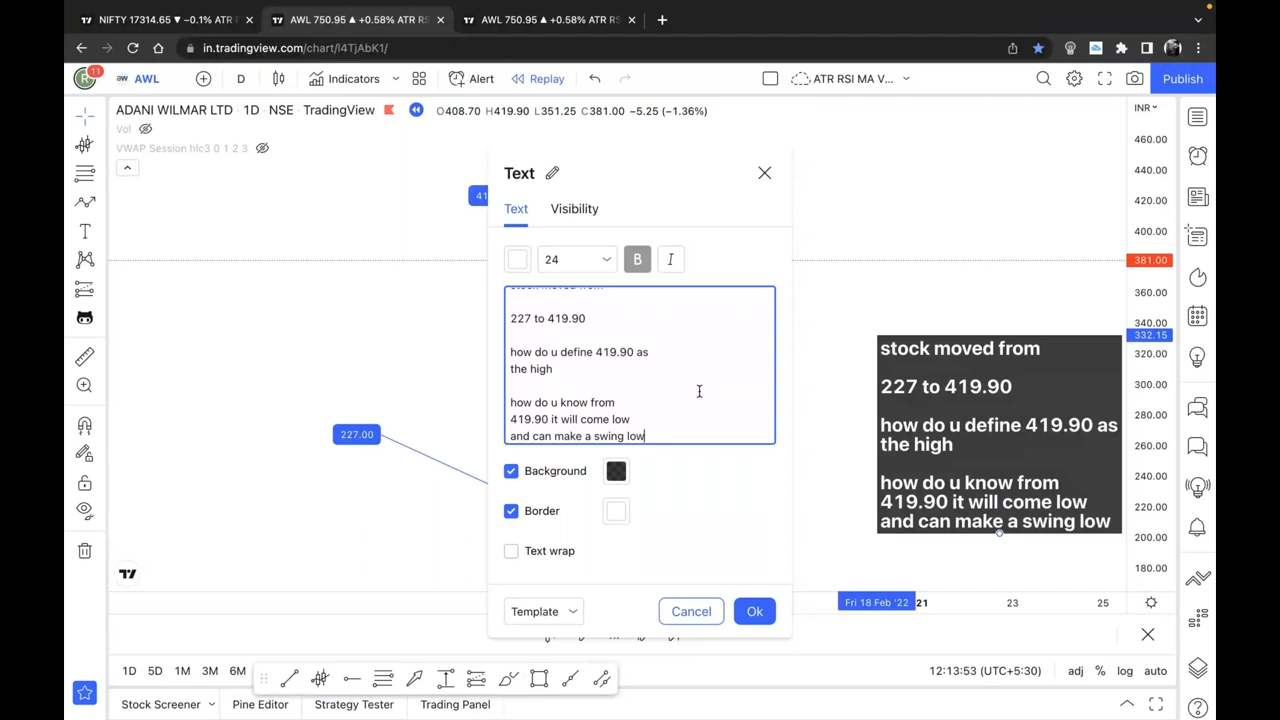 NIFTY 17314.65 ▼ −0.1% ATR R
AWL 750.95 ▲ +0.58% ATR RS
AWL 750.95 ▲ +0.58% ATR RS
in.tradingview.com/chart/I4TjAbK1/
11
AWL
D
Indicators
Alert
Replay
ATR RSI MA V...
Publish
ADANI WILMAR LTD · 1D · NSE · TradingView
O408.70 H419.90 L351.25 C381.00 −5.25 (−1.36%)
INR
Vol
VWAP Session hlc3 0 1 2 3
Text
Text
Visibility
24
B
I
stock moved from
227 to 419.90
how do u define 419.90 as
the high
how do u know from
419.90 it will come low
and can make a swing low
Background
Border
Text wrap
Template
Cancel
Ok
41
227.00
stock moved from
227 to 419.90
how do u define 419.90 as
the high
how do u know from
419.90 it will come low
and can make a swing low
460.00
440.00
420.00
400.00
381.00
360.00
340.00
332.15
320.00
300.00
280.00
260.00
240.00
220.00
200.00
180.00
Fri 18 Feb '22
21
23
25
1D
5D
1M
3M
6M
12:13:53 (UTC+5:30)
adj
%
log
auto
Stock Screener
Pine Editor
Strategy Tester
Trading Panel